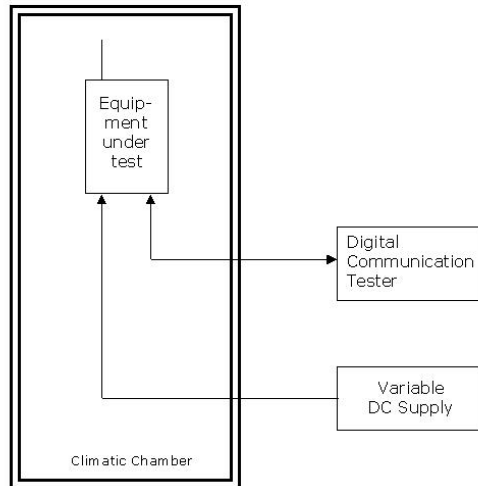 Equip-
ment
under
test
Digital
Communication
Tester
Variable
DC Supply
Climatic Chamber